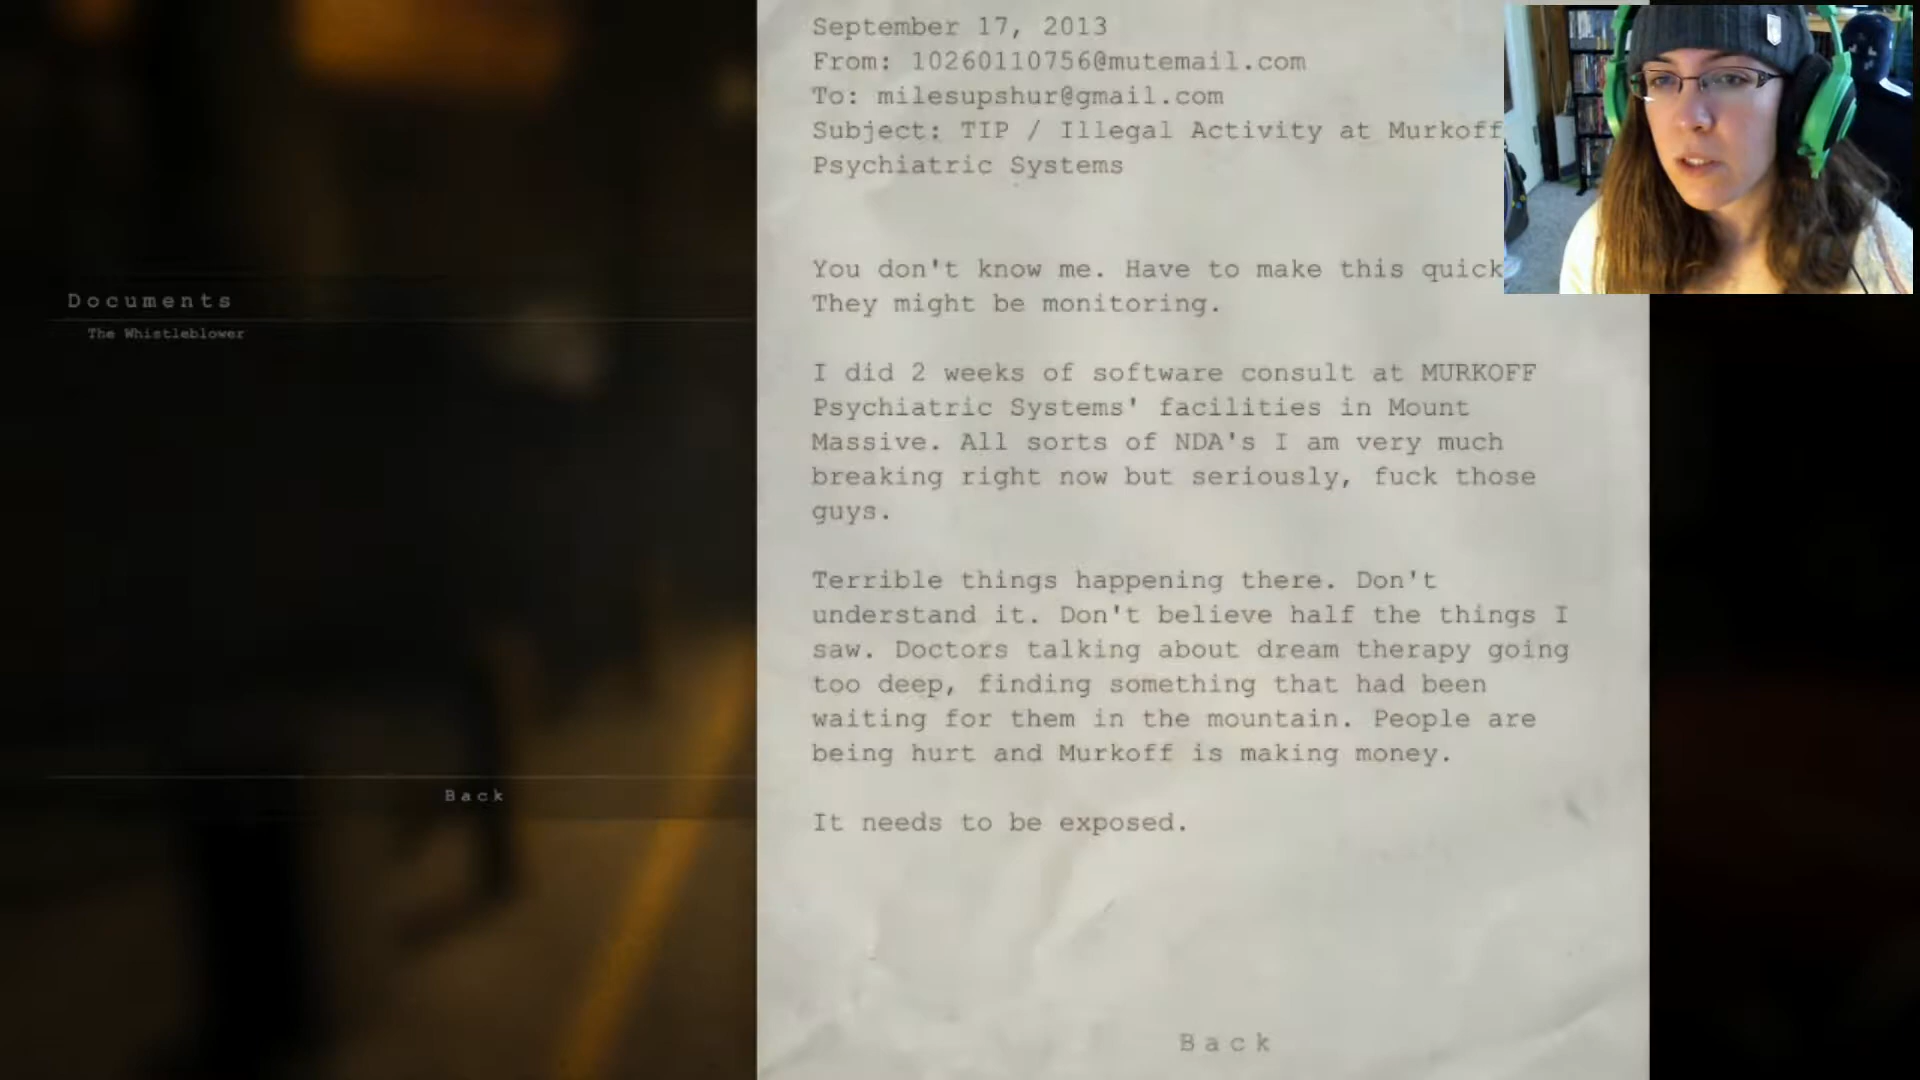 September 17, 2013
From: 10260110756@mutemail.com
To: milesupshur@gmail.com
Subject: TIP / Illegal Activity at Murkoff
Psychiatric Systems
You don't know me. Have to make this quick
They might be monitoring.
Documents
The Whistleblower
I did 2 weeks of software consult at MURKOFF
Psychiatric Systems' facilities in Mount
Massive. All sorts of NDA's I am very much
breaking right now but seriously, fuck those
guys.
Terrible things happening there. Don't
understand it. Don't believe half the things I
saw. Doctors talking about dream therapy going
too deep, finding something that had been
waiting for them in the mountain. People are
being hurt and Murkoff is making money.
Back
It needs to be exposed.
Back